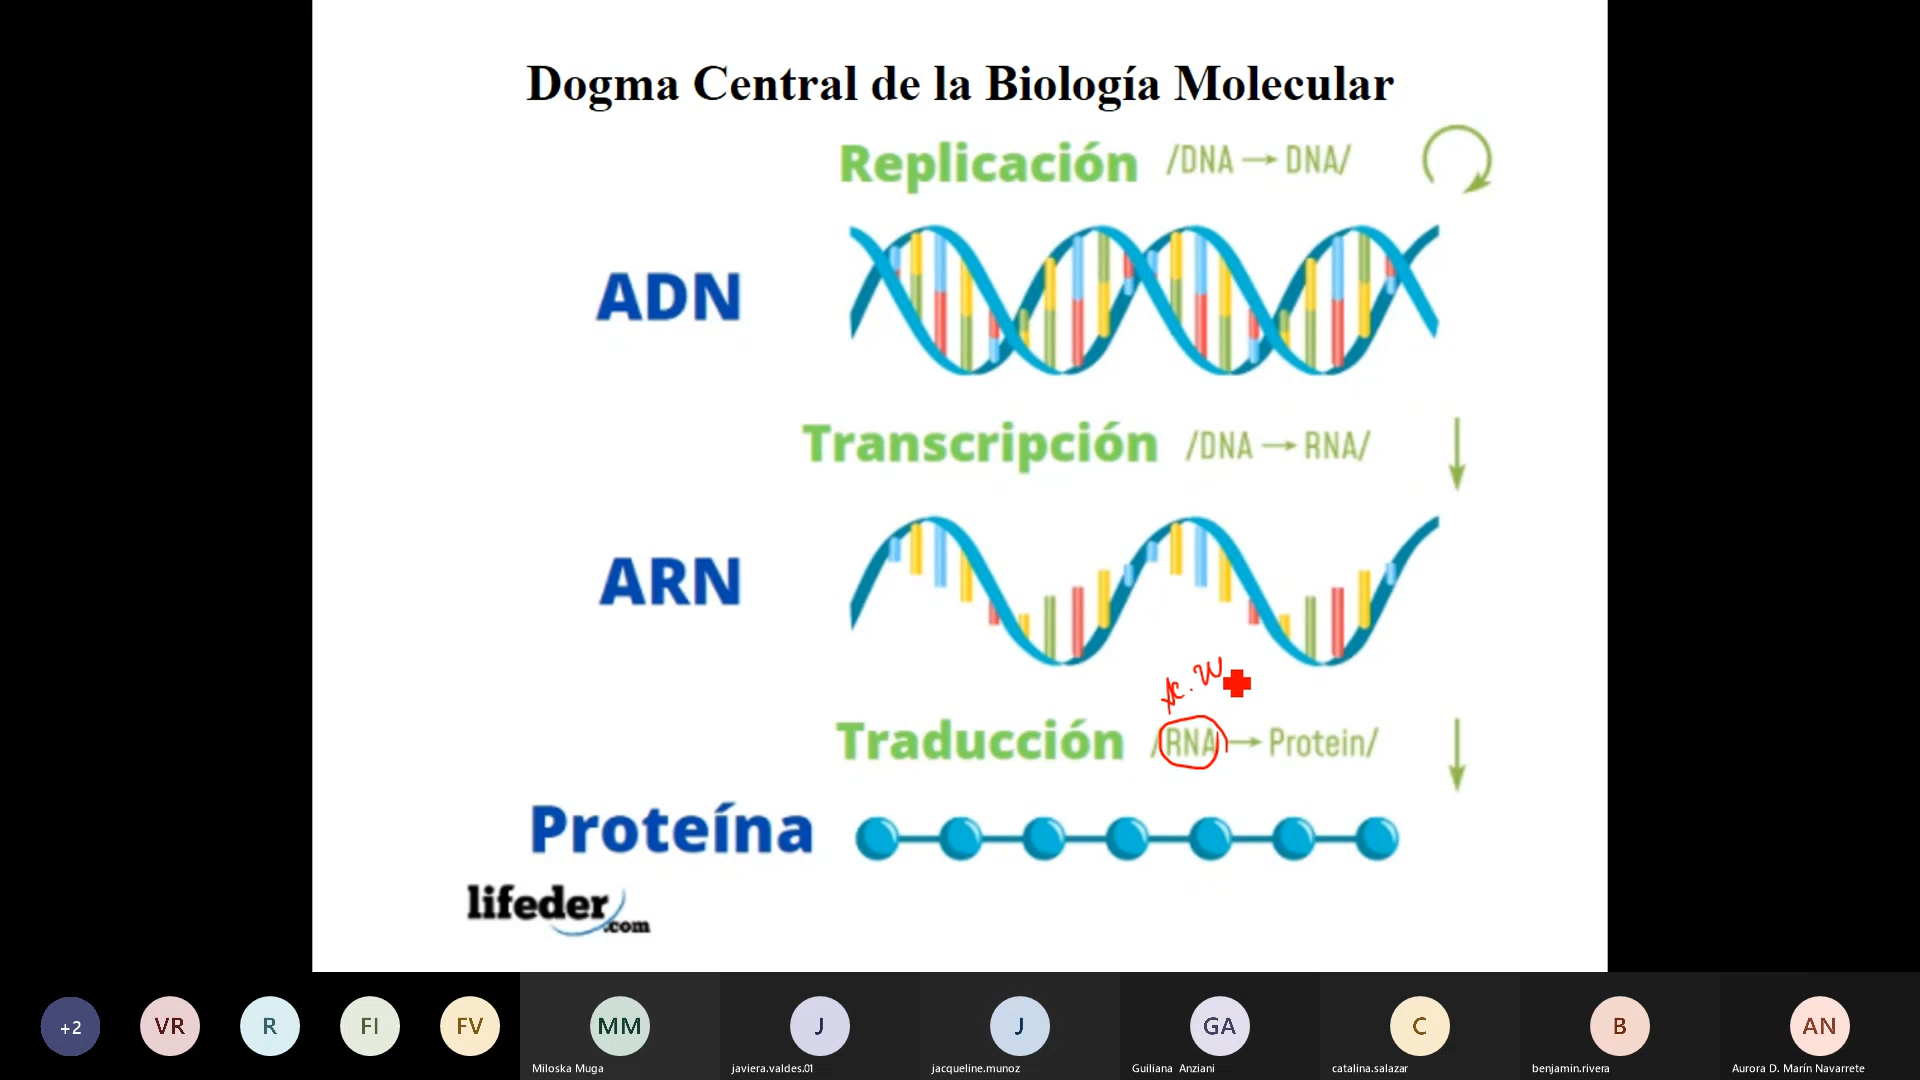 Dogma Central de la Biología Molecular
Replicación /DNA → DNA/
ADN
Transcripción /DNA → RNA/
ARN
Traducción /RNA → Protein/
Proteína
lifeder
.com
+2 VR R FI FV MM J J GA C B AN
Miloska Muga javiera.valdes.01 jacqueline.munoz Guiliana Anziani catalina.salazar benjamin.rivera Aurora D. Marín Navarrete